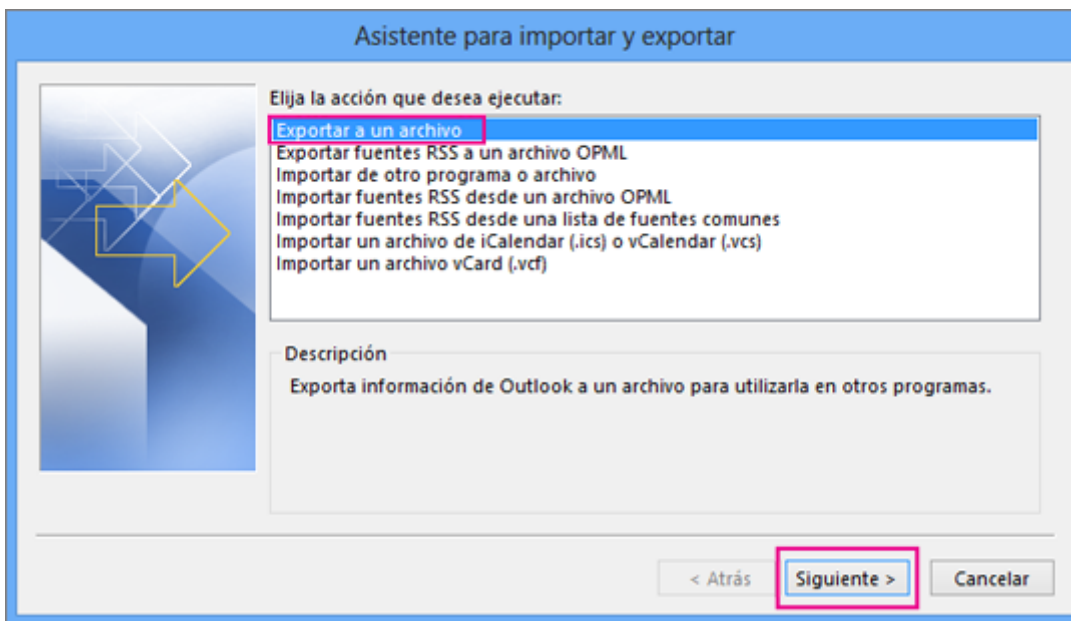 Asistente para importar y exportar
Elija la acción que desea ejecutar:
Exportar a un archivo
Exportar fuentes RSS a un archivo OPML
Importar de otro programa o archivo
Importar fuentes RSS desde un archivo OPML
Importar fuentes RSS desde una lista de fuentes comunes
Importar un archivo de iCalendar (.ics) o vCalendar (.vcs)
Importar un archivo vCard (.vcf)
Descripción
Exporta información de Outlook a un archivo para utilizarla en otros programas.
< Atrás Siguiente > Cancelar